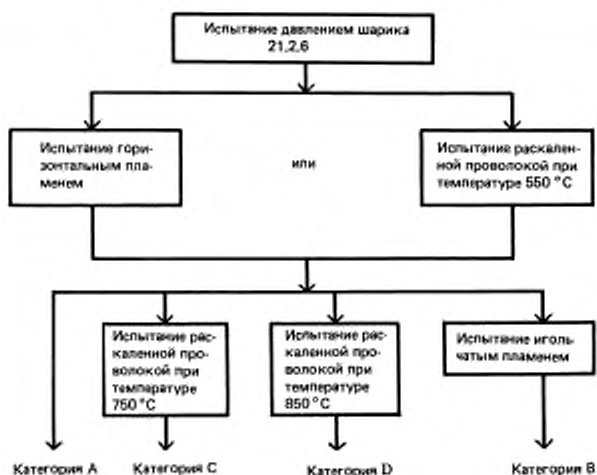 Испытание давлением шарика
21,2,6
Испытание гори-
зонтальным пла-
менем
или
Испытание раскален-
ной проволокой при
температуре 550 °С
Испытание рас-
каленной про-
волокой при
температуре
750 °С
Испытание рас-
каленной про-
волокой при
температуре
850 °С
Испытание иголь-
чатым пламенем
Категория А
Категория С
Категория D
Категория В